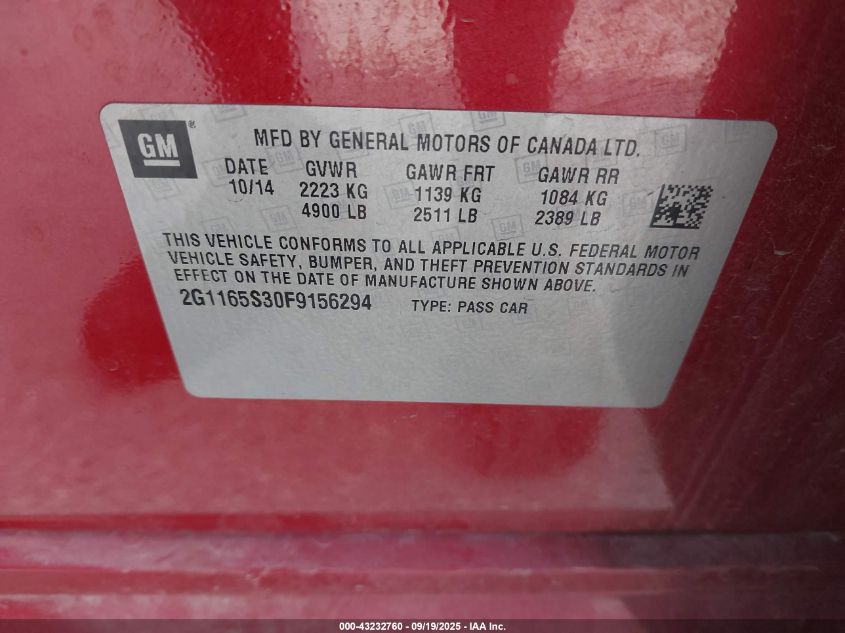 GM
MFD BY GENERAL MOTORS OF CANADA LTD.
DATE GVWR GAWR FRT GAWR RR
10/14 2223 KG 1139 KG 1084 KG
4900 LB 2511 LB 2389 LB
THIS VEHICLE CONFORMS TO ALL APPLICABLE U.S. FEDERAL MOTOR
VEHICLE SAFETY, BUMPER, AND THEFT PREVENTION STANDARDS IN
EFFECT ON THE DATE OF MANUFACTURE SHOWN ABOVE.
2G1165S30F9156294 TYPE: PASS CAR
000-43232760 - 09/19/2025 - IAA Inc.